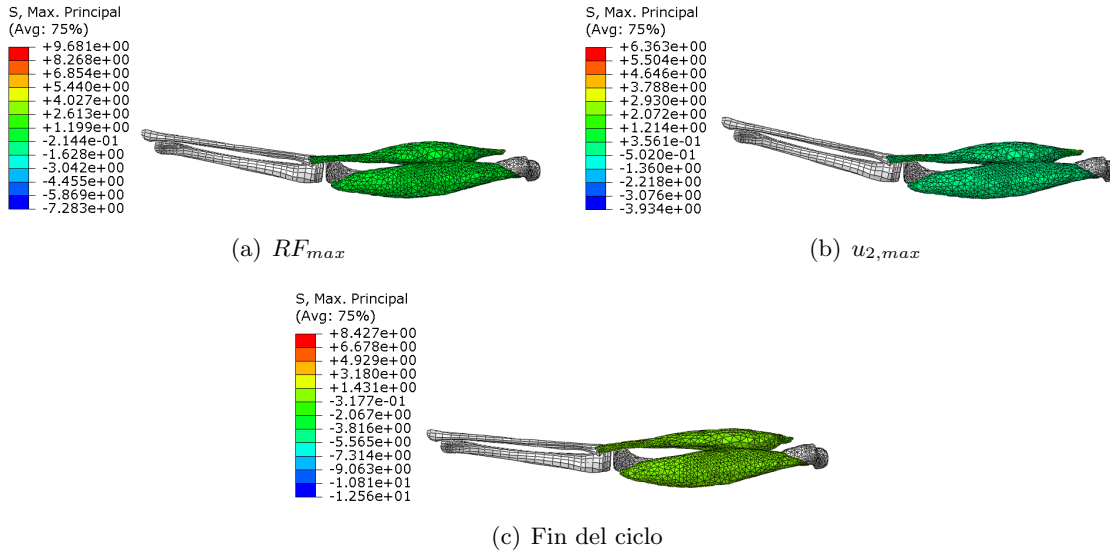 S, Max. Principal
(Avg: 75%)
+9.681e+00
+8.268e+00
+6.854e+00
+5.440e+00
+4.027e+00
+2.613e+00
+1.199e+00
-2.144e-01
-1.628e+00
-3.042e+00
-4.455e+00
-5.869e+00
-7.283e+00
(a) RFmax
S, Max. Principal
(Avg: 75%)
+6.363e+00
+5.504e+00
+4.646e+00
+3.788e+00
+2.930e+00
+2.072e+00
+1.214e+00
+3.561e-01
-5.020e-01
-1.360e+00
-2.218e+00
-3.076e+00
-3.934e+00
(b) u2,max
S, Max. Principal
(Avg: 75%)
+8.427e+00
+6.678e+00
+4.929e+00
+3.180e+00
+1.431e+00
-3.177e-01
-2.067e+00
-3.816e+00
-5.565e+00
-7.314e+00
-9.063e+00
-1.081e+01
-1.256e+01
(c) Fin del ciclo